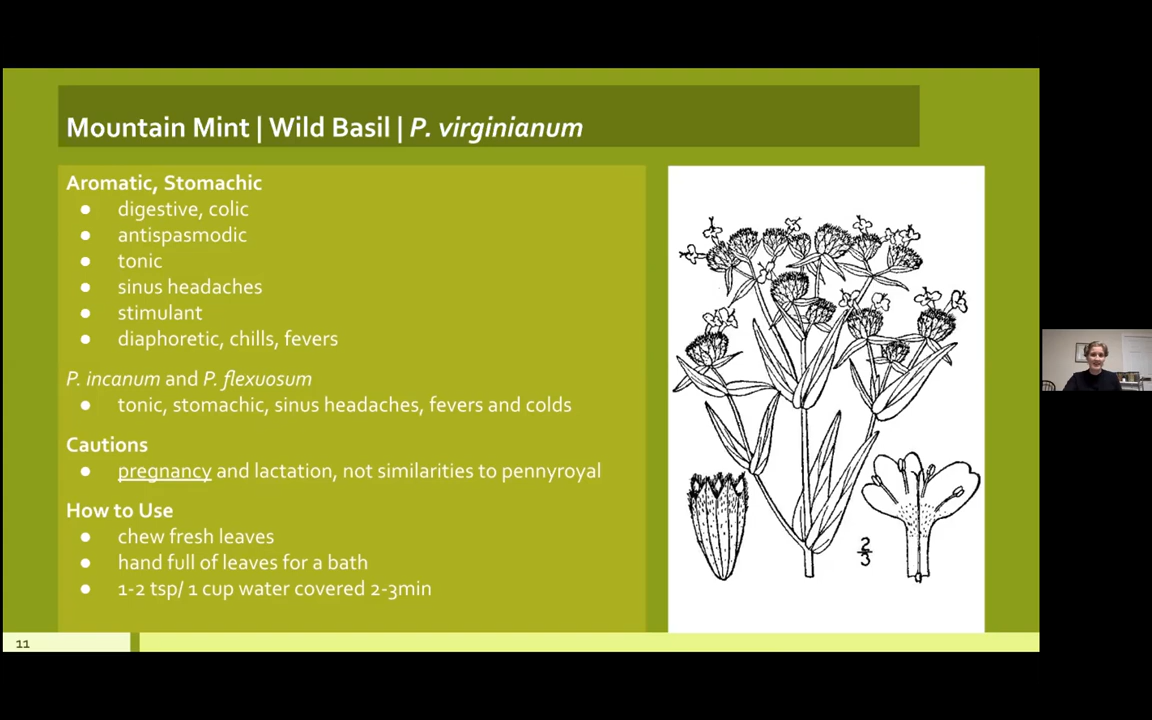 Mountain Mint | Wild Basil | P. virginianum
Aromatic, Stomachic
● digestive, colic
● antispasmodic
● tonic
● sinus headaches
● stimulant
● diaphoretic, chills, fevers
P. incanum and P. flexuosum
● tonic, stomachic, sinus headaches, fevers and colds
Cautions
● pregnancy and lactation, not similarities to pennyroyal
How to Use
● chew fresh leaves
● hand full of leaves for a bath
● 1-2 tsp/ 1 cup water covered 2-3min
2/3
11